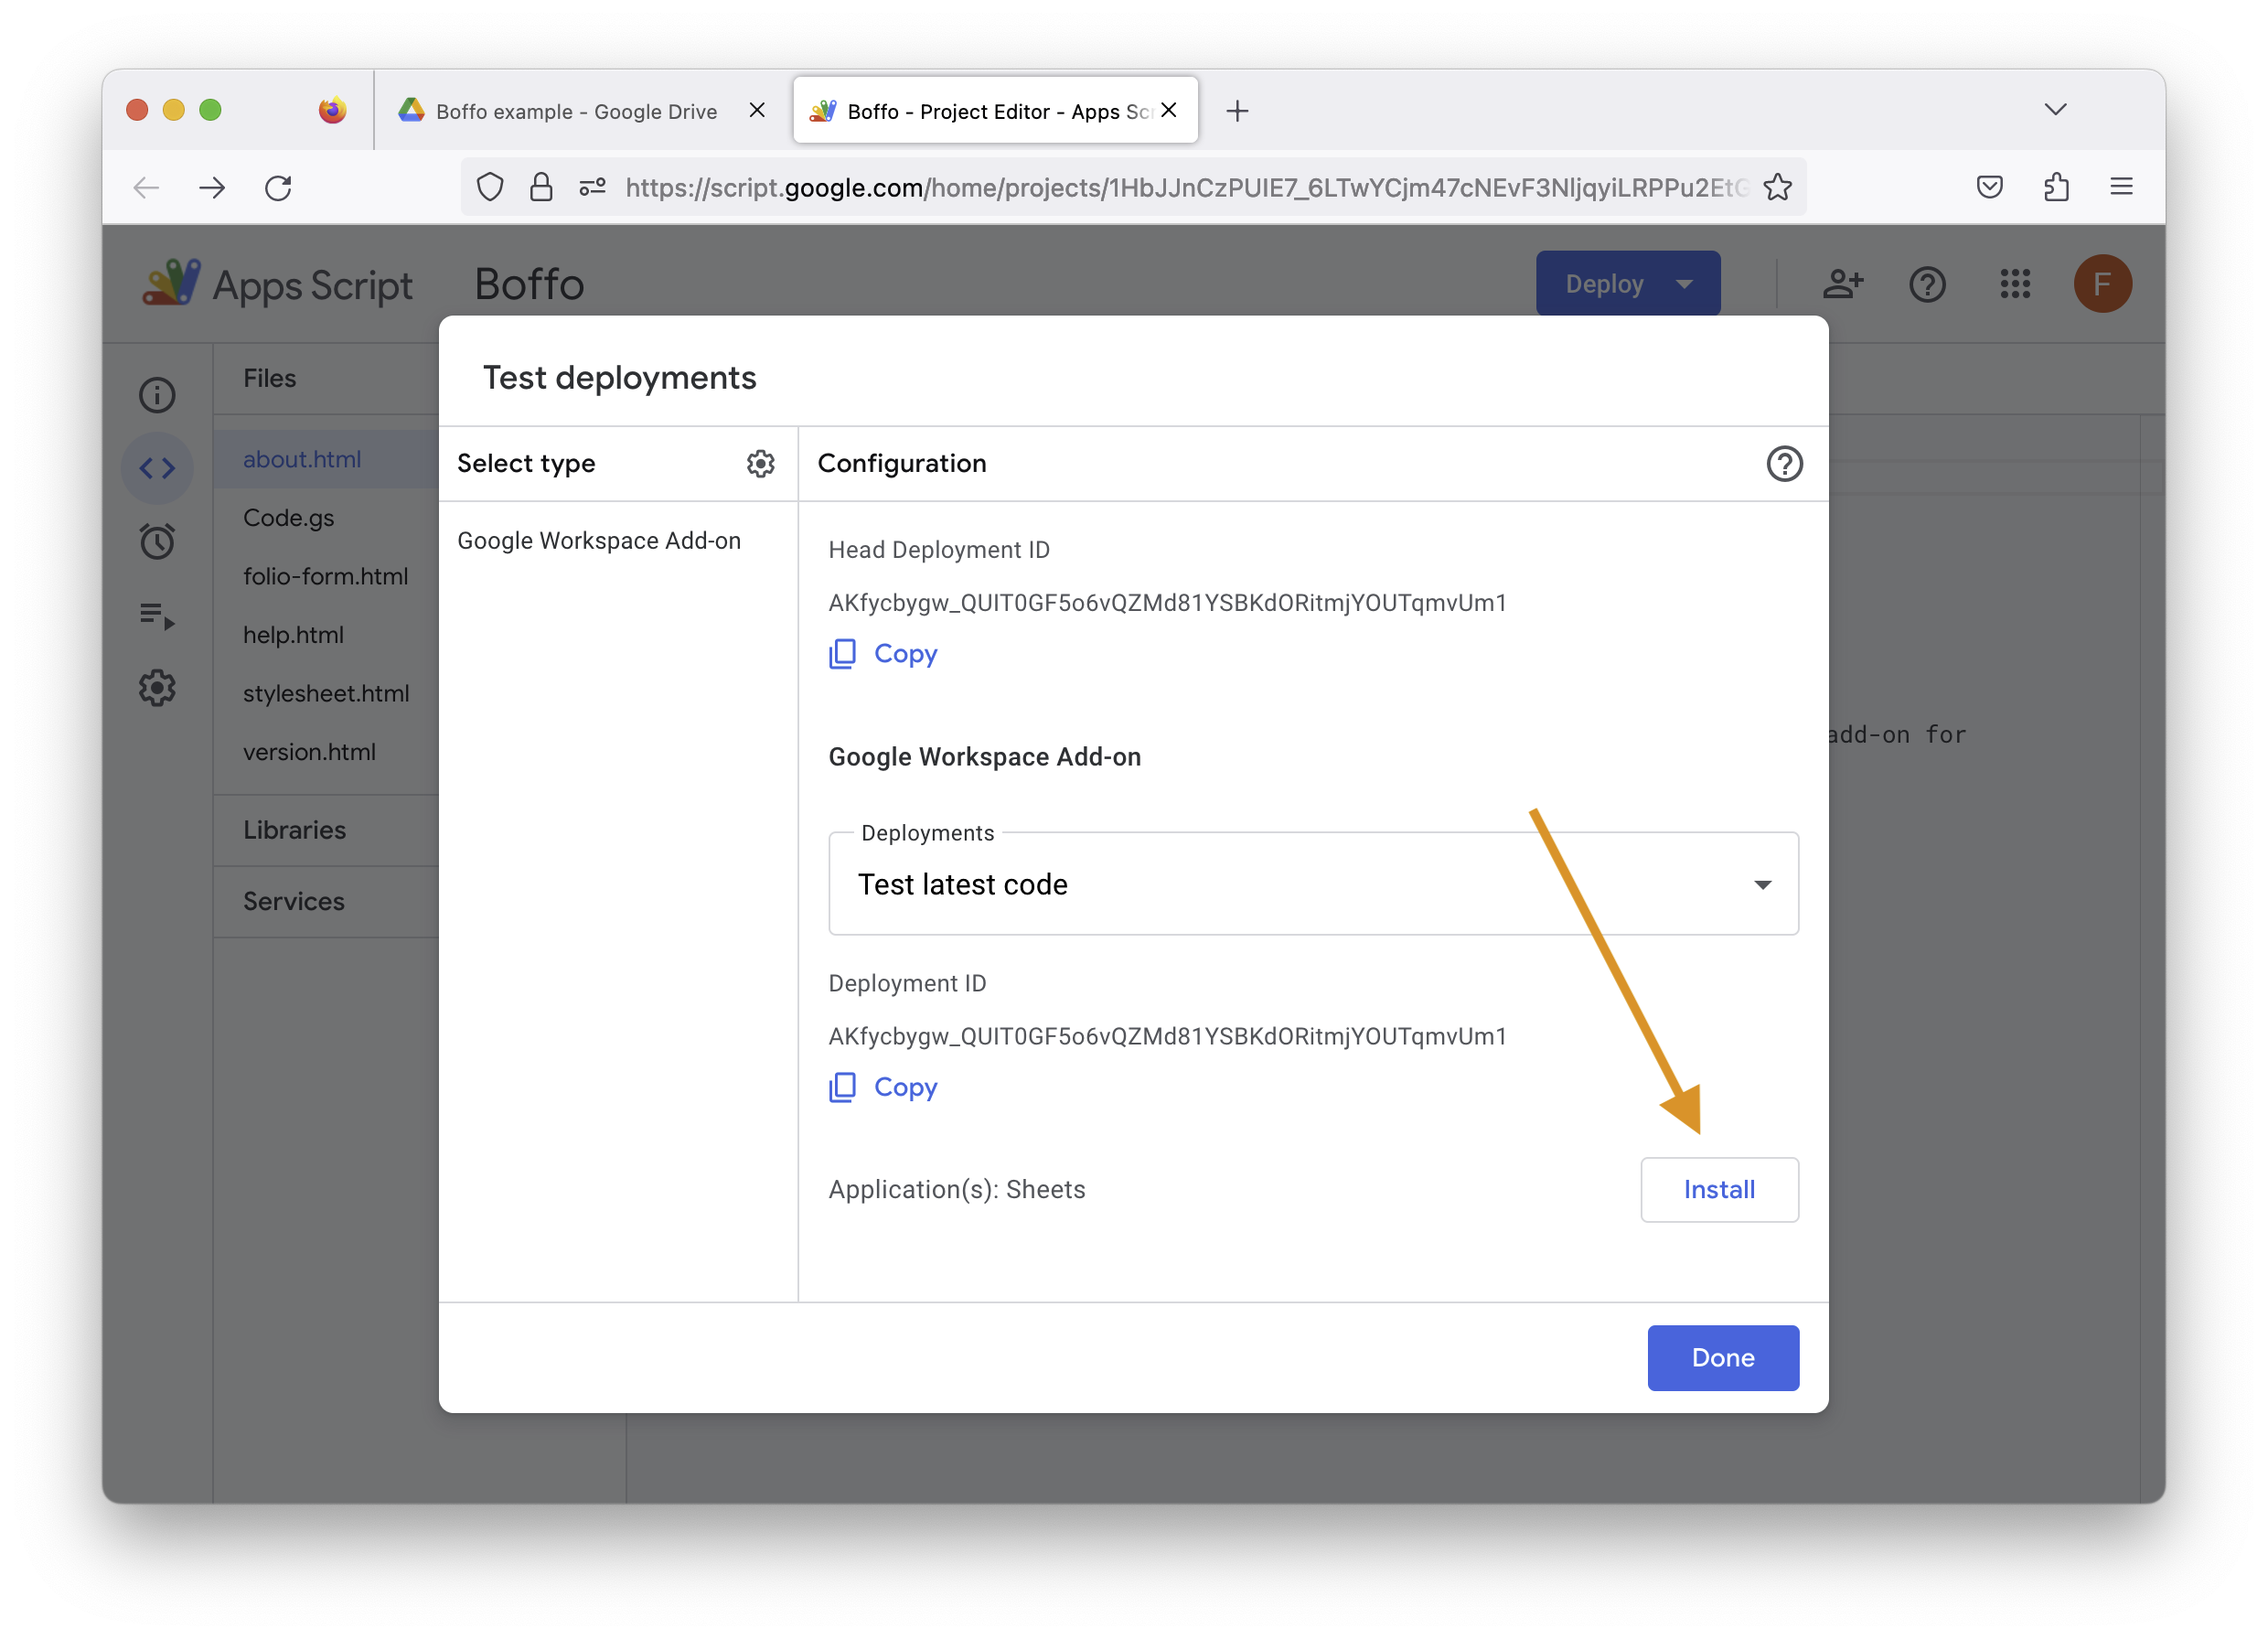 Boffo example - Google Drive
Boffo - Project Editor - Apps Scr
https://script.google.com/home/projects/1HbJJnCzPUIE7_6LTwYCjm47cNEvF3NljqyiLRPPu2EtG
Apps Script
Boffo
Deploy
F
Test deployments
Files
about.html
Code.gs
folio-form.html
help.html
stylesheet.html
version.html
Libraries
Services
Select type
Configuration
Google Workspace Add-on
Head Deployment ID
AKfycbygw_QUIT0GF5o6vQZMd81YSBKdORitmjYOUTqmvUm1
Copy
Google Workspace Add-on
add-on for
Deployments
Test latest code
Deployment ID
AKfycbygw_QUIT0GF5o6vQZMd81YSBKdORitmjYOUTqmvUm1
Copy
Application(s): Sheets
Install
Done